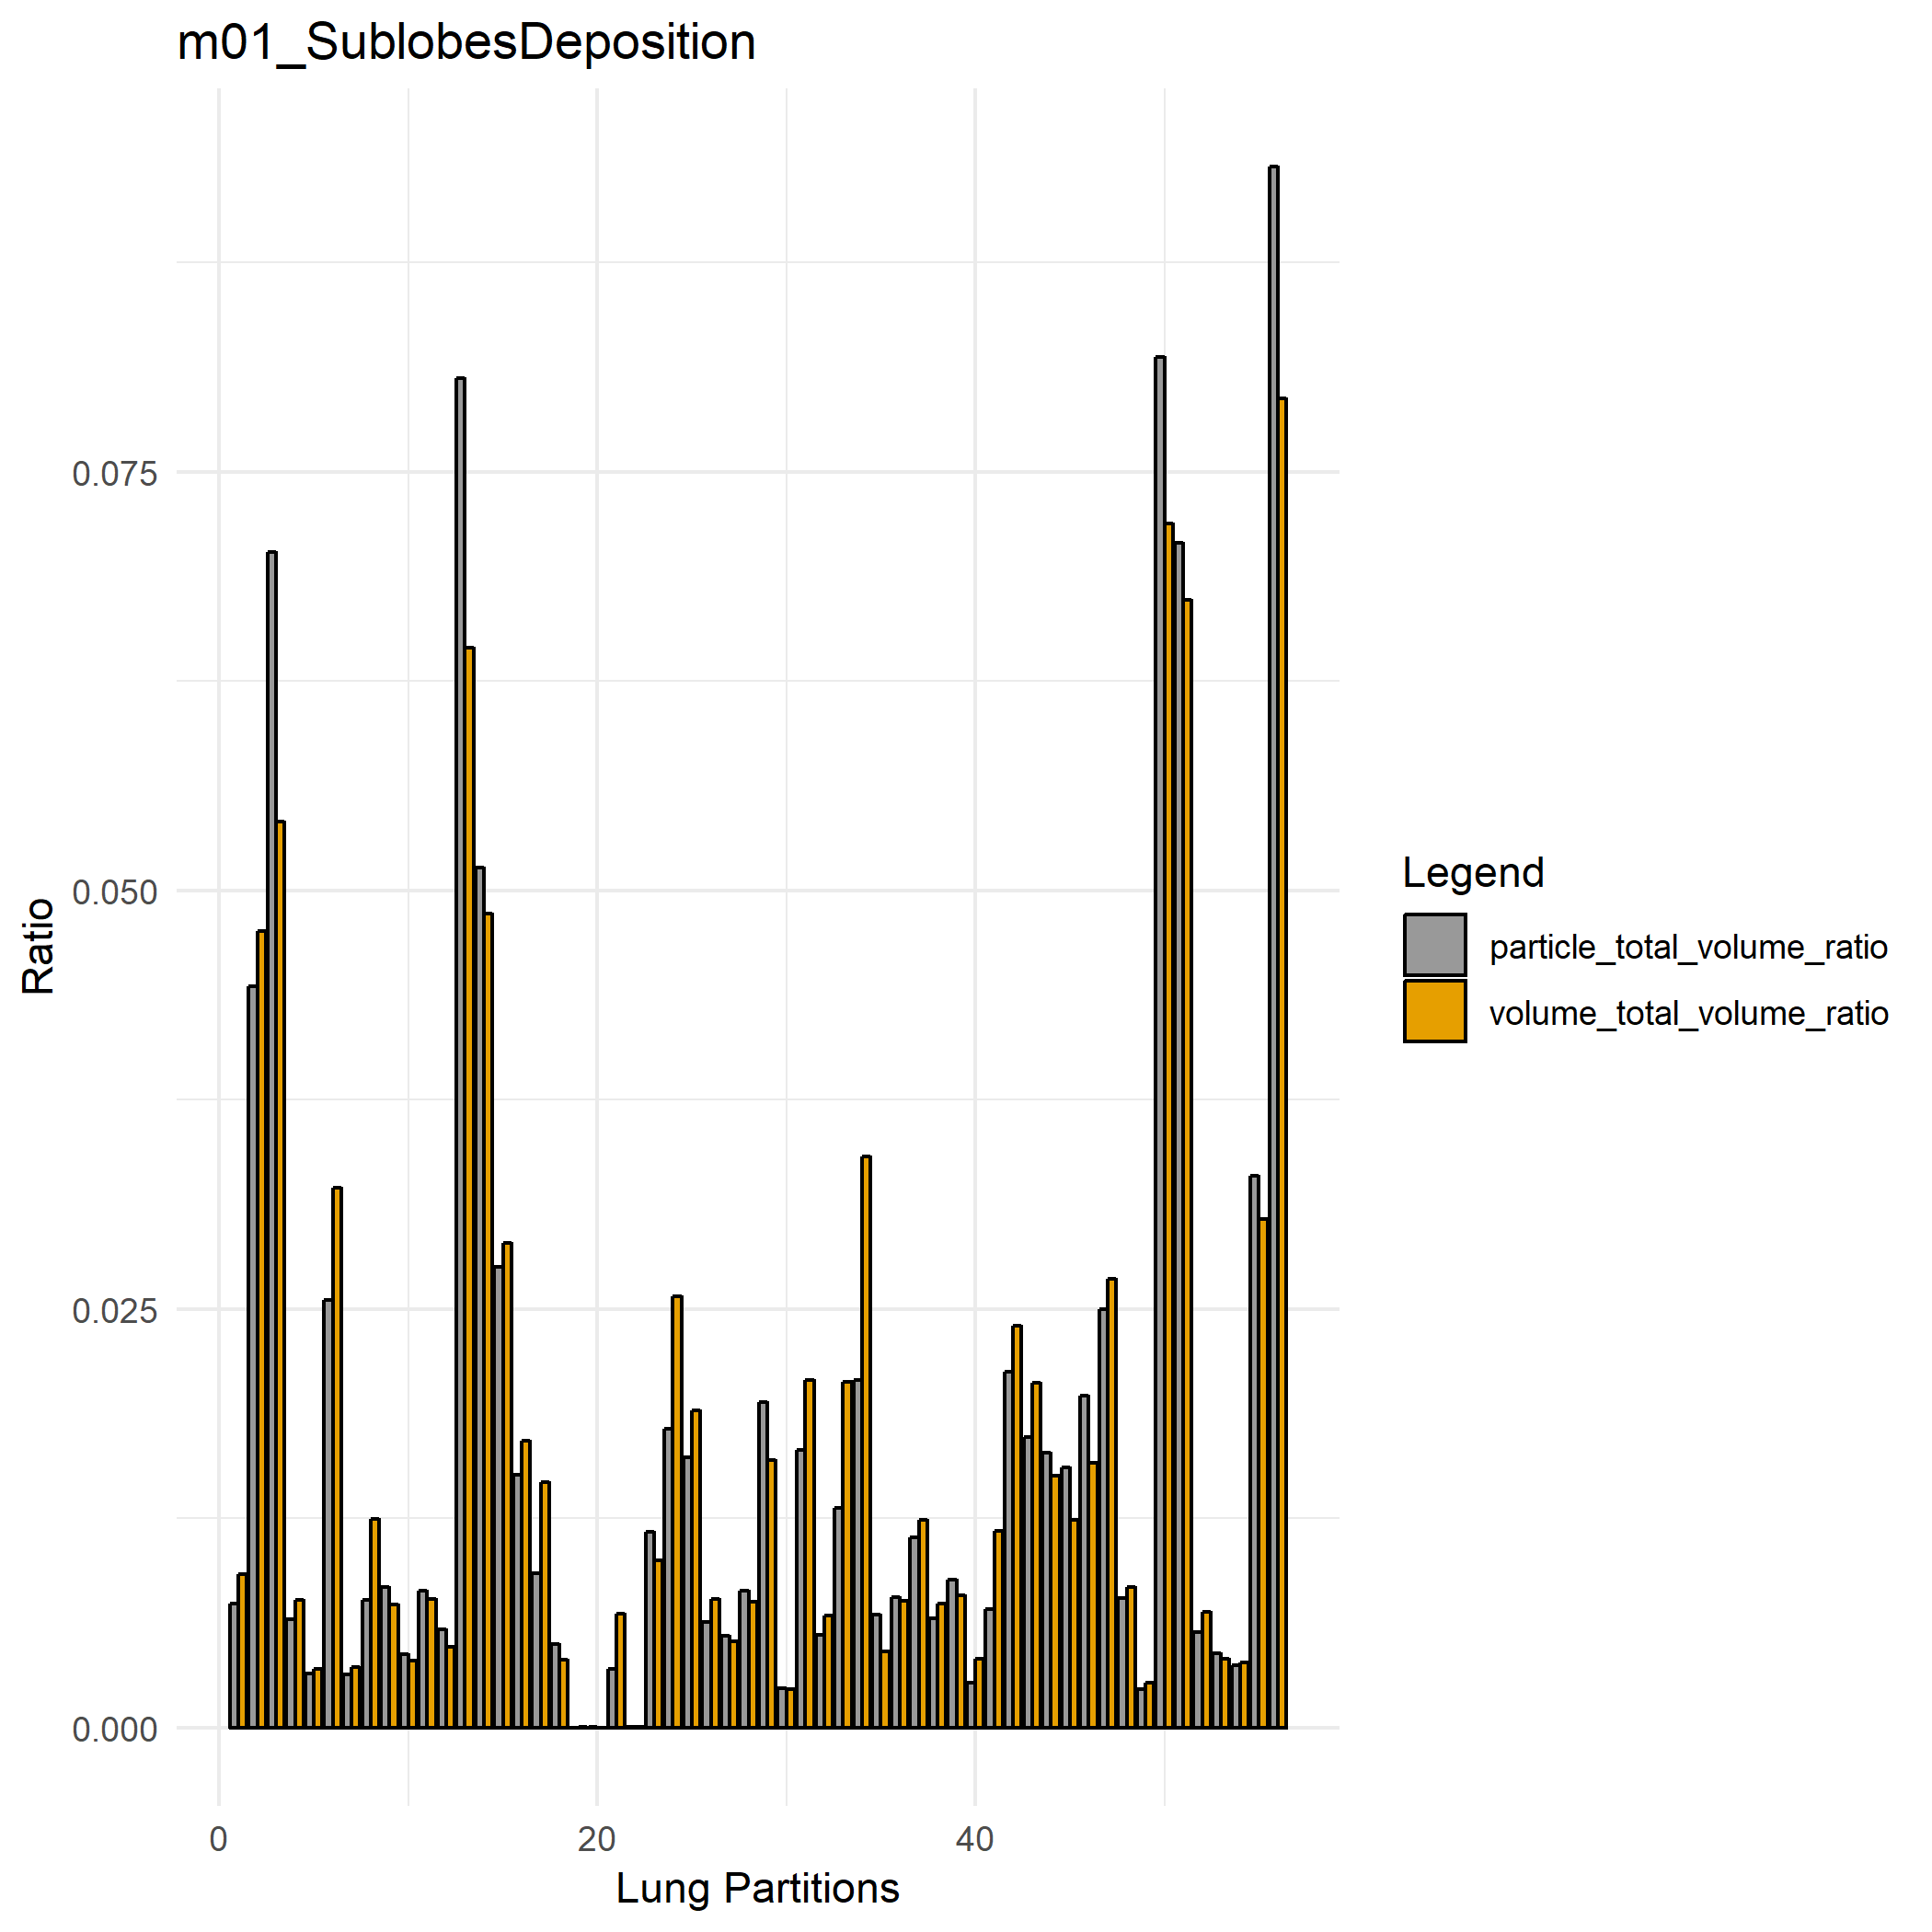 m01_SublobesDeposition
Ratio
0.075
0.050
0.025
0.000
0
20
40
Lung Partitions
Legend
particle_total_volume_ratio
volume_total_volume_ratio